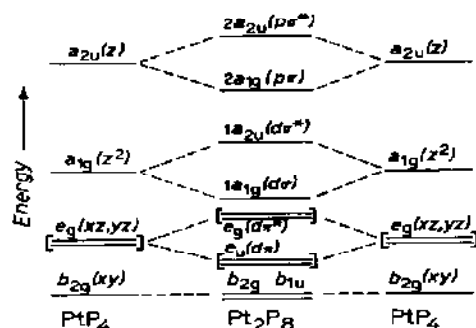 2a₂ᵤ(pσ*)
a₂ᵤ(z) a₂ᵤ(z)
2a₁g(pσ)
Energy
1a₂ᵤ(dσ*)
a₁g(z²) a₁g(z²)
1a₁g(dσ)
eg(xz,yz) eg(dπ*) eg(xz,yz)
eᵤ(dπ)
b₂g(xy) b₂g b₁ᵤ b₂g(xy)
PtP₄ Pt₂P₈ PtP₄